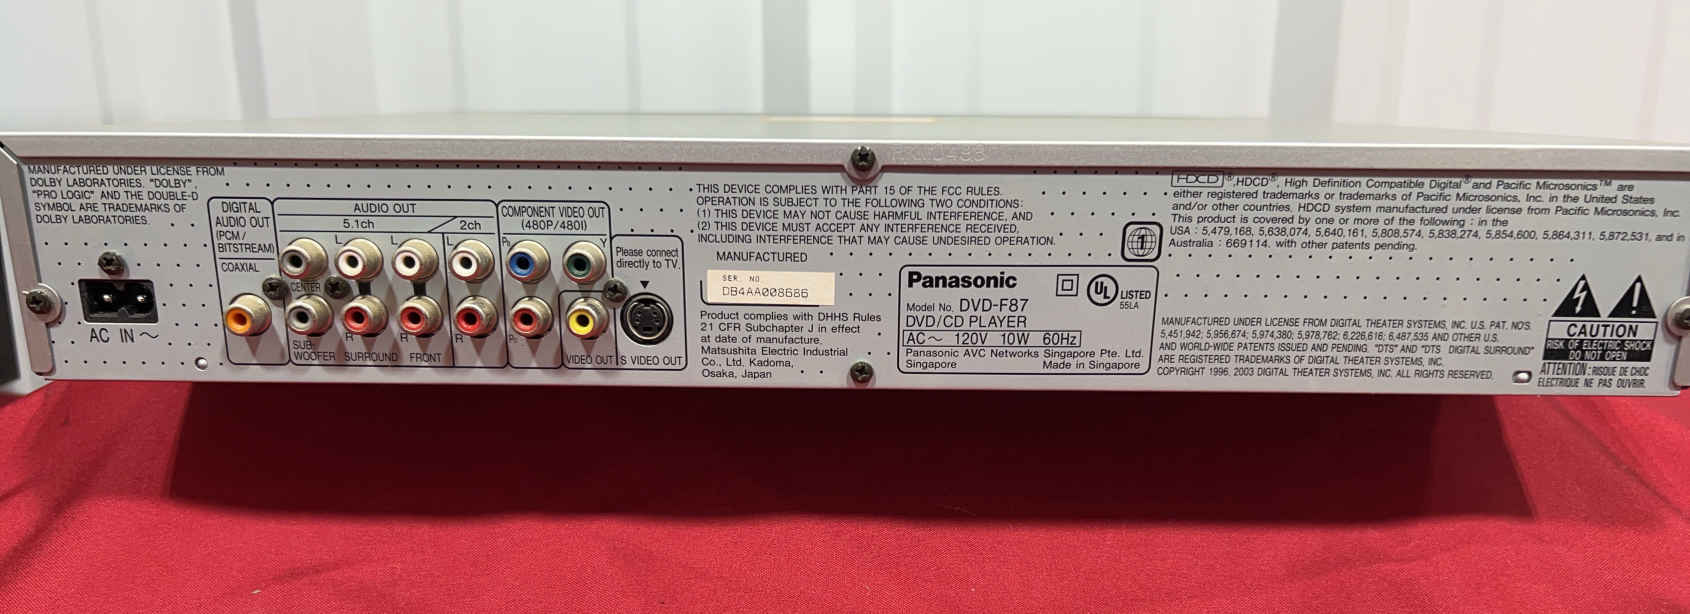 MANUFACTURED UNDER LICENSE FROM
DOLBY LABORATORIES. "DOLBY",
"PRO LOGIC" AND THE DOUBLE-D
SYMBOL ARE TRADEMARKS OF
DOLBY LABORATORIES.
AC IN ~
DIGITAL
AUDIO OUT
(PCM /
BITSTREAM)
COAXIAL
AUDIO OUT
5.1ch
2ch
L
L
L
CENTER
SUB-
WOOFER
R
SURROUND
R
FRONT
R
COMPONENT VIDEO OUT
(480P/480I)
PB
Y
PR
VIDEO OUT
Please connect
directly to TV.
▼
S VIDEO OUT
THIS DEVICE COMPLIES WITH PART 15 OF THE FCC RULES.
OPERATION IS SUBJECT TO THE FOLLOWING TWO CONDITIONS:
(1) THIS DEVICE MAY NOT CAUSE HARMFUL INTERFERENCE, AND
(2) THIS DEVICE MUST ACCEPT ANY INTERFERENCE RECEIVED,
INCLUDING INTERFERENCE THAT MAY CAUSE UNDESIRED OPERATION.
MANUFACTURED
SER. NO
DB4AA008686
Product complies with DHHS Rules
21 CFR Subchapter J in effect
at date of manufacture.
Matsushita Electric Industrial
Co., Ltd. Kadoma,
Osaka, Japan
1
Panasonic
UL LISTED
55LA
Model No. DVD-F87
DVD/CD PLAYER
AC ~ 120V 10W 60Hz
Panasonic AVC Networks Singapore Pte. Ltd.
Singapore Made in Singapore
HDCD®, HDCD®, High Definition Compatible Digital® and Pacific Microsonics™ are
either registered trademarks or trademarks of Pacific Microsonics, Inc. in the United States
and/or other countries. HDCD system manufactured under license from Pacific Microsonics, Inc.
This product is covered by one or more of the following : in the
USA : 5,479,168, 5,638,074, 5,640,161, 5,808,574, 5,838,274, 5,854,600, 5,864,311, 5,872,531, and in
Australia : 669114. with other patents pending.
MANUFACTURED UNDER LICENSE FROM DIGITAL THEATER SYSTEMS, INC. U.S. PAT. NO'S.
5,451,942; 5,956,674; 5,974,380; 5,978,762; 6,226,616; 6,487,535 AND OTHER U.S.
AND WORLD-WIDE PATENTS ISSUED AND PENDING. "DTS" AND "DTS DIGITAL SURROUND"
ARE REGISTERED TRADEMARKS OF DIGITAL THEATER SYSTEMS, INC.
COPYRIGHT 1996, 2003 DIGITAL THEATER SYSTEMS, INC. ALL RIGHTS RESERVED.
CAUTION
RISK OF ELECTRIC SHOCK
DO NOT OPEN
ATTENTION : RISQUE DE CHOC
ELECTRIQUE NE PAS OUVRIR.